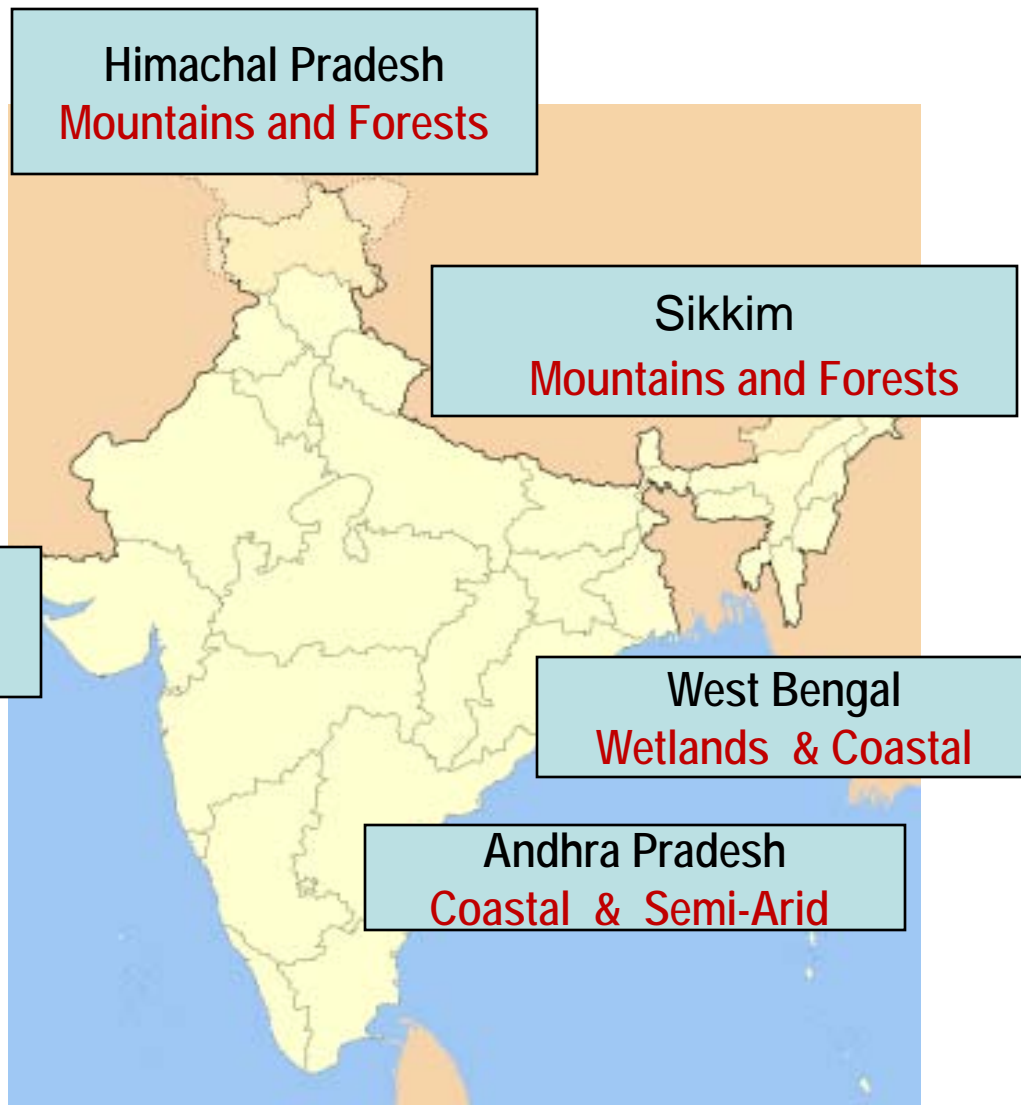 Himachal Pradesh
Mountains and Forests
Sikkim
Mountains and Forests
West Bengal
Wetlands & Coastal
Andhra Pradesh
Coastal & Semi-Arid